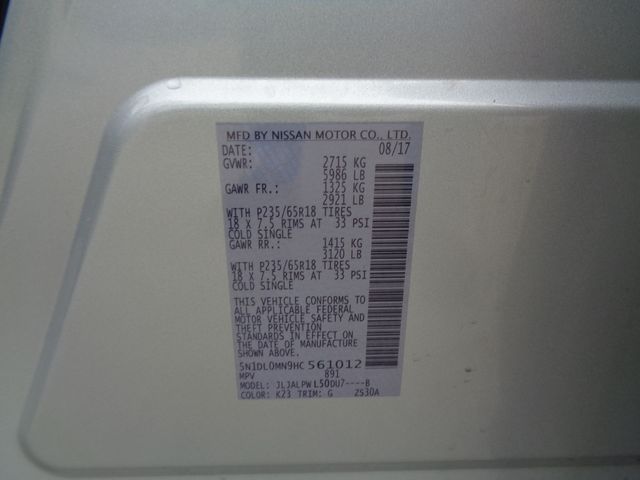 MFD BY NISSAN MOTOR CO., LTD.
DATE: 08/17
GVWR: 2715 KG
5986 LB
GAWR FR.: 1325 KG
2921 LB
WITH P235/65R18 TIRES
18 X 7.5 RIMS AT 33 PSI
COLD SINGLE
GAWR RR.: 1415 KG
3120 LB
WITH P235/65R18 TIRES
18 X 7.5 RIMS AT 33 PSI
COLD SINGLE
THIS VEHICLE CONFORMS TO
ALL APPLICABLE FEDERAL
MOTOR VEHICLE SAFETY AND
THEFT PREVENTION
STANDARDS IN EFFECT ON
THE DATE OF MANUFACTURE
SHOWN ABOVE
5N1DL0MN9HC 561012
MPV 891
MODEL: JLJALPW L50DU7----B
COLOR: K23 TRIM: G ZS30A